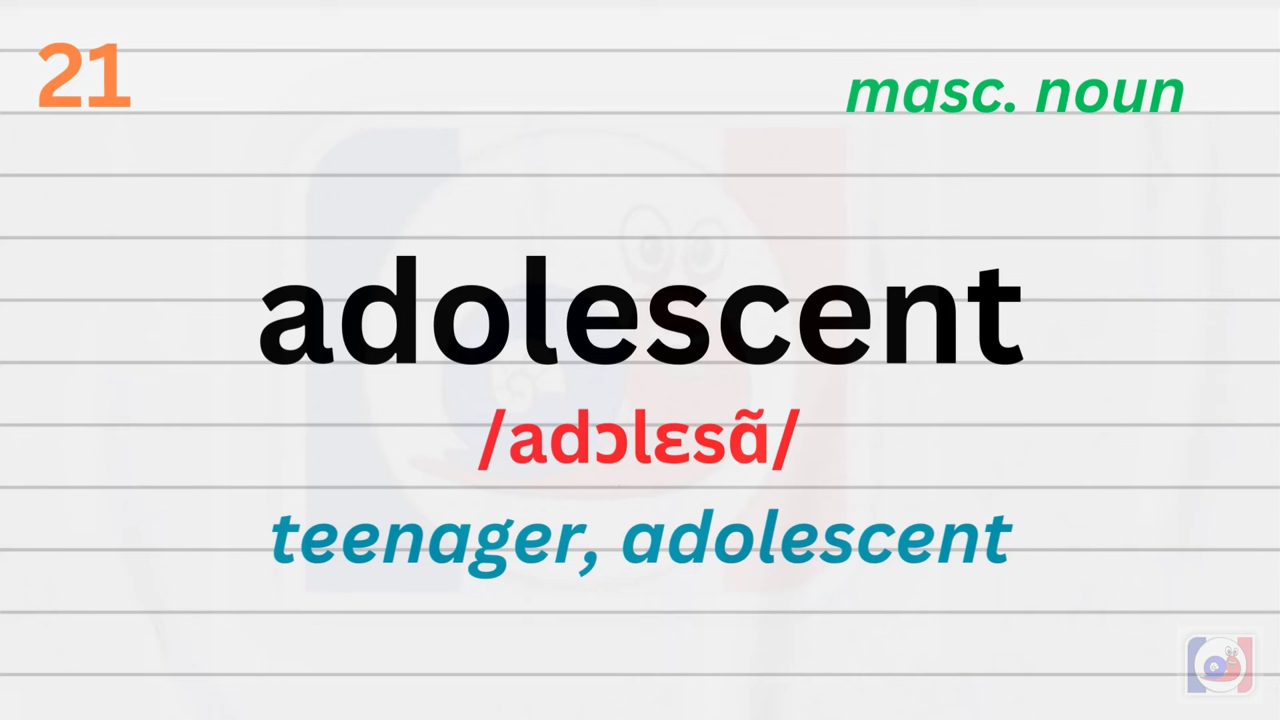 21
masc. noun
adolescent
/adɔlɛsɑ̃/
teenager, adolescent